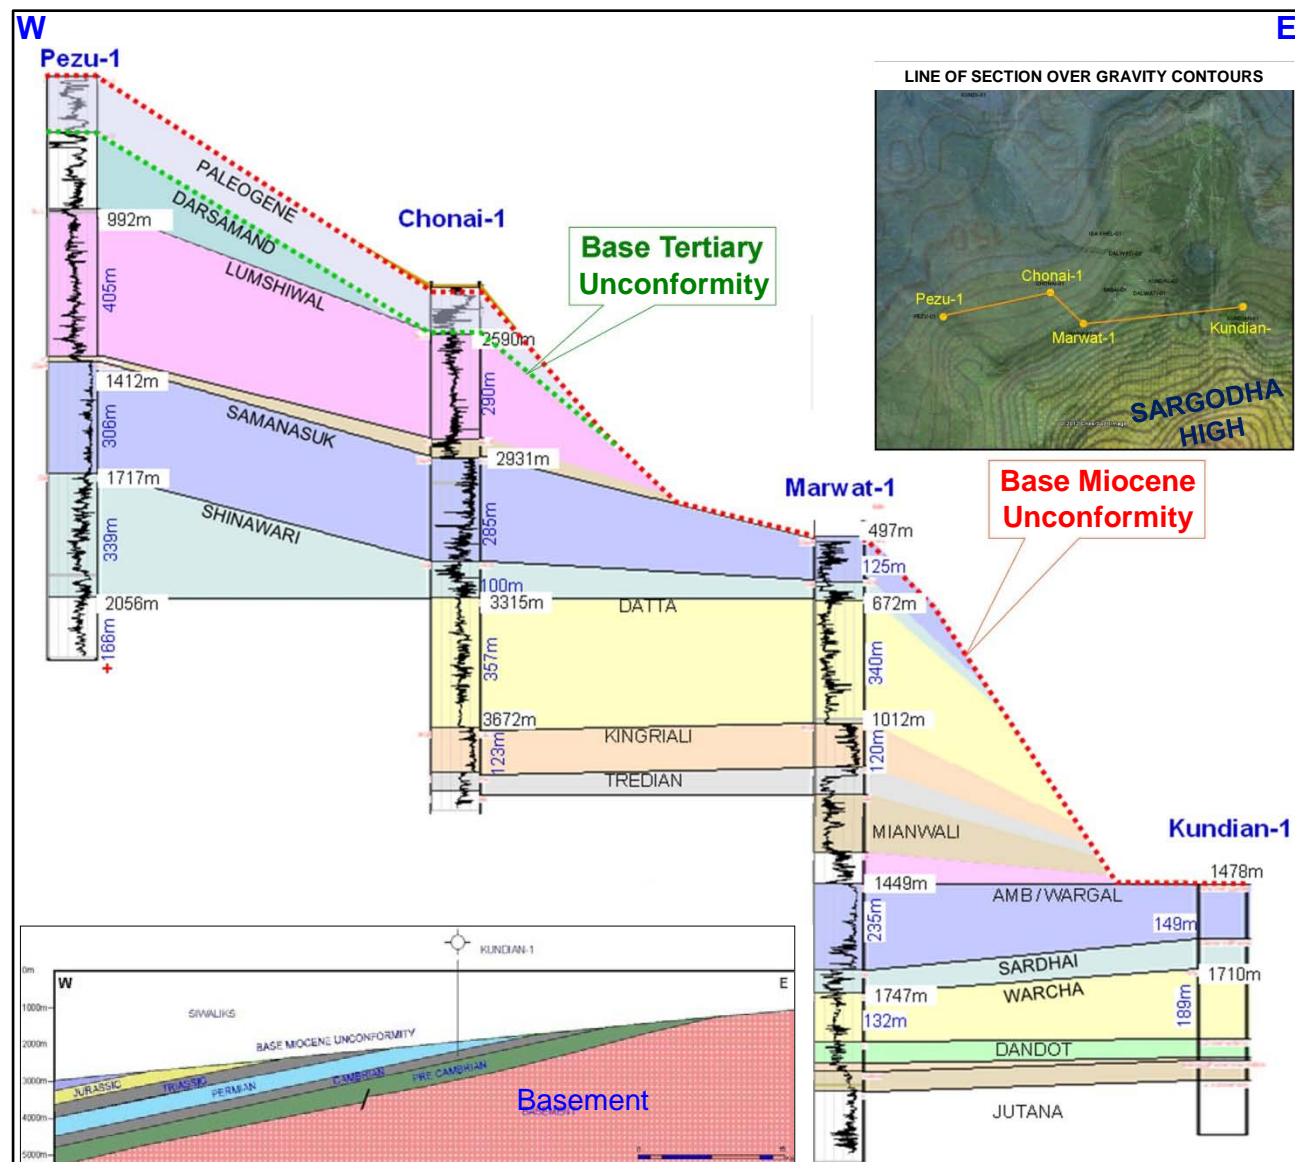 W
E
Pezu-1
LINE OF SECTION OVER GRAVITY CONTOURS
PALEOGENE
DARSAMAND
992m
LUMSHIWAL
405m
Chonai-1
Base Tertiary
Unconformity
Chonai-1
Pezu-1
Marwat-1
Kundian-
SARGODHA
HIGH
2590m
290m
1412m
SAMANASUK
306m
2931m
1717m
SHINAWARI
285m
339m
Marwat-1
Base Miocene
Unconformity
497m
125m
100m
2056m
3315m
DATTA
672m
+166m
357m
340m
3672m
1012m
KINGRIALI
123m
120m
TREDIAN
MIANWALI
Kundian-1
1478m
1449m
AMB / WARGAL
235m
149m
SARDHAI
1710m
1747m
WARCHA
132m
189m
DANDOT
JUTANA
KUNDIAN-1
0m
W
E
1000m
SIWALIKS
BASE MIOCENE UNCONFORMITY
2000m
3000m
JURASSIC
TRIASSIC
PERMIAN
CAMBRIAN
PRE CAMBRIAN
4000m
Basement
5000m